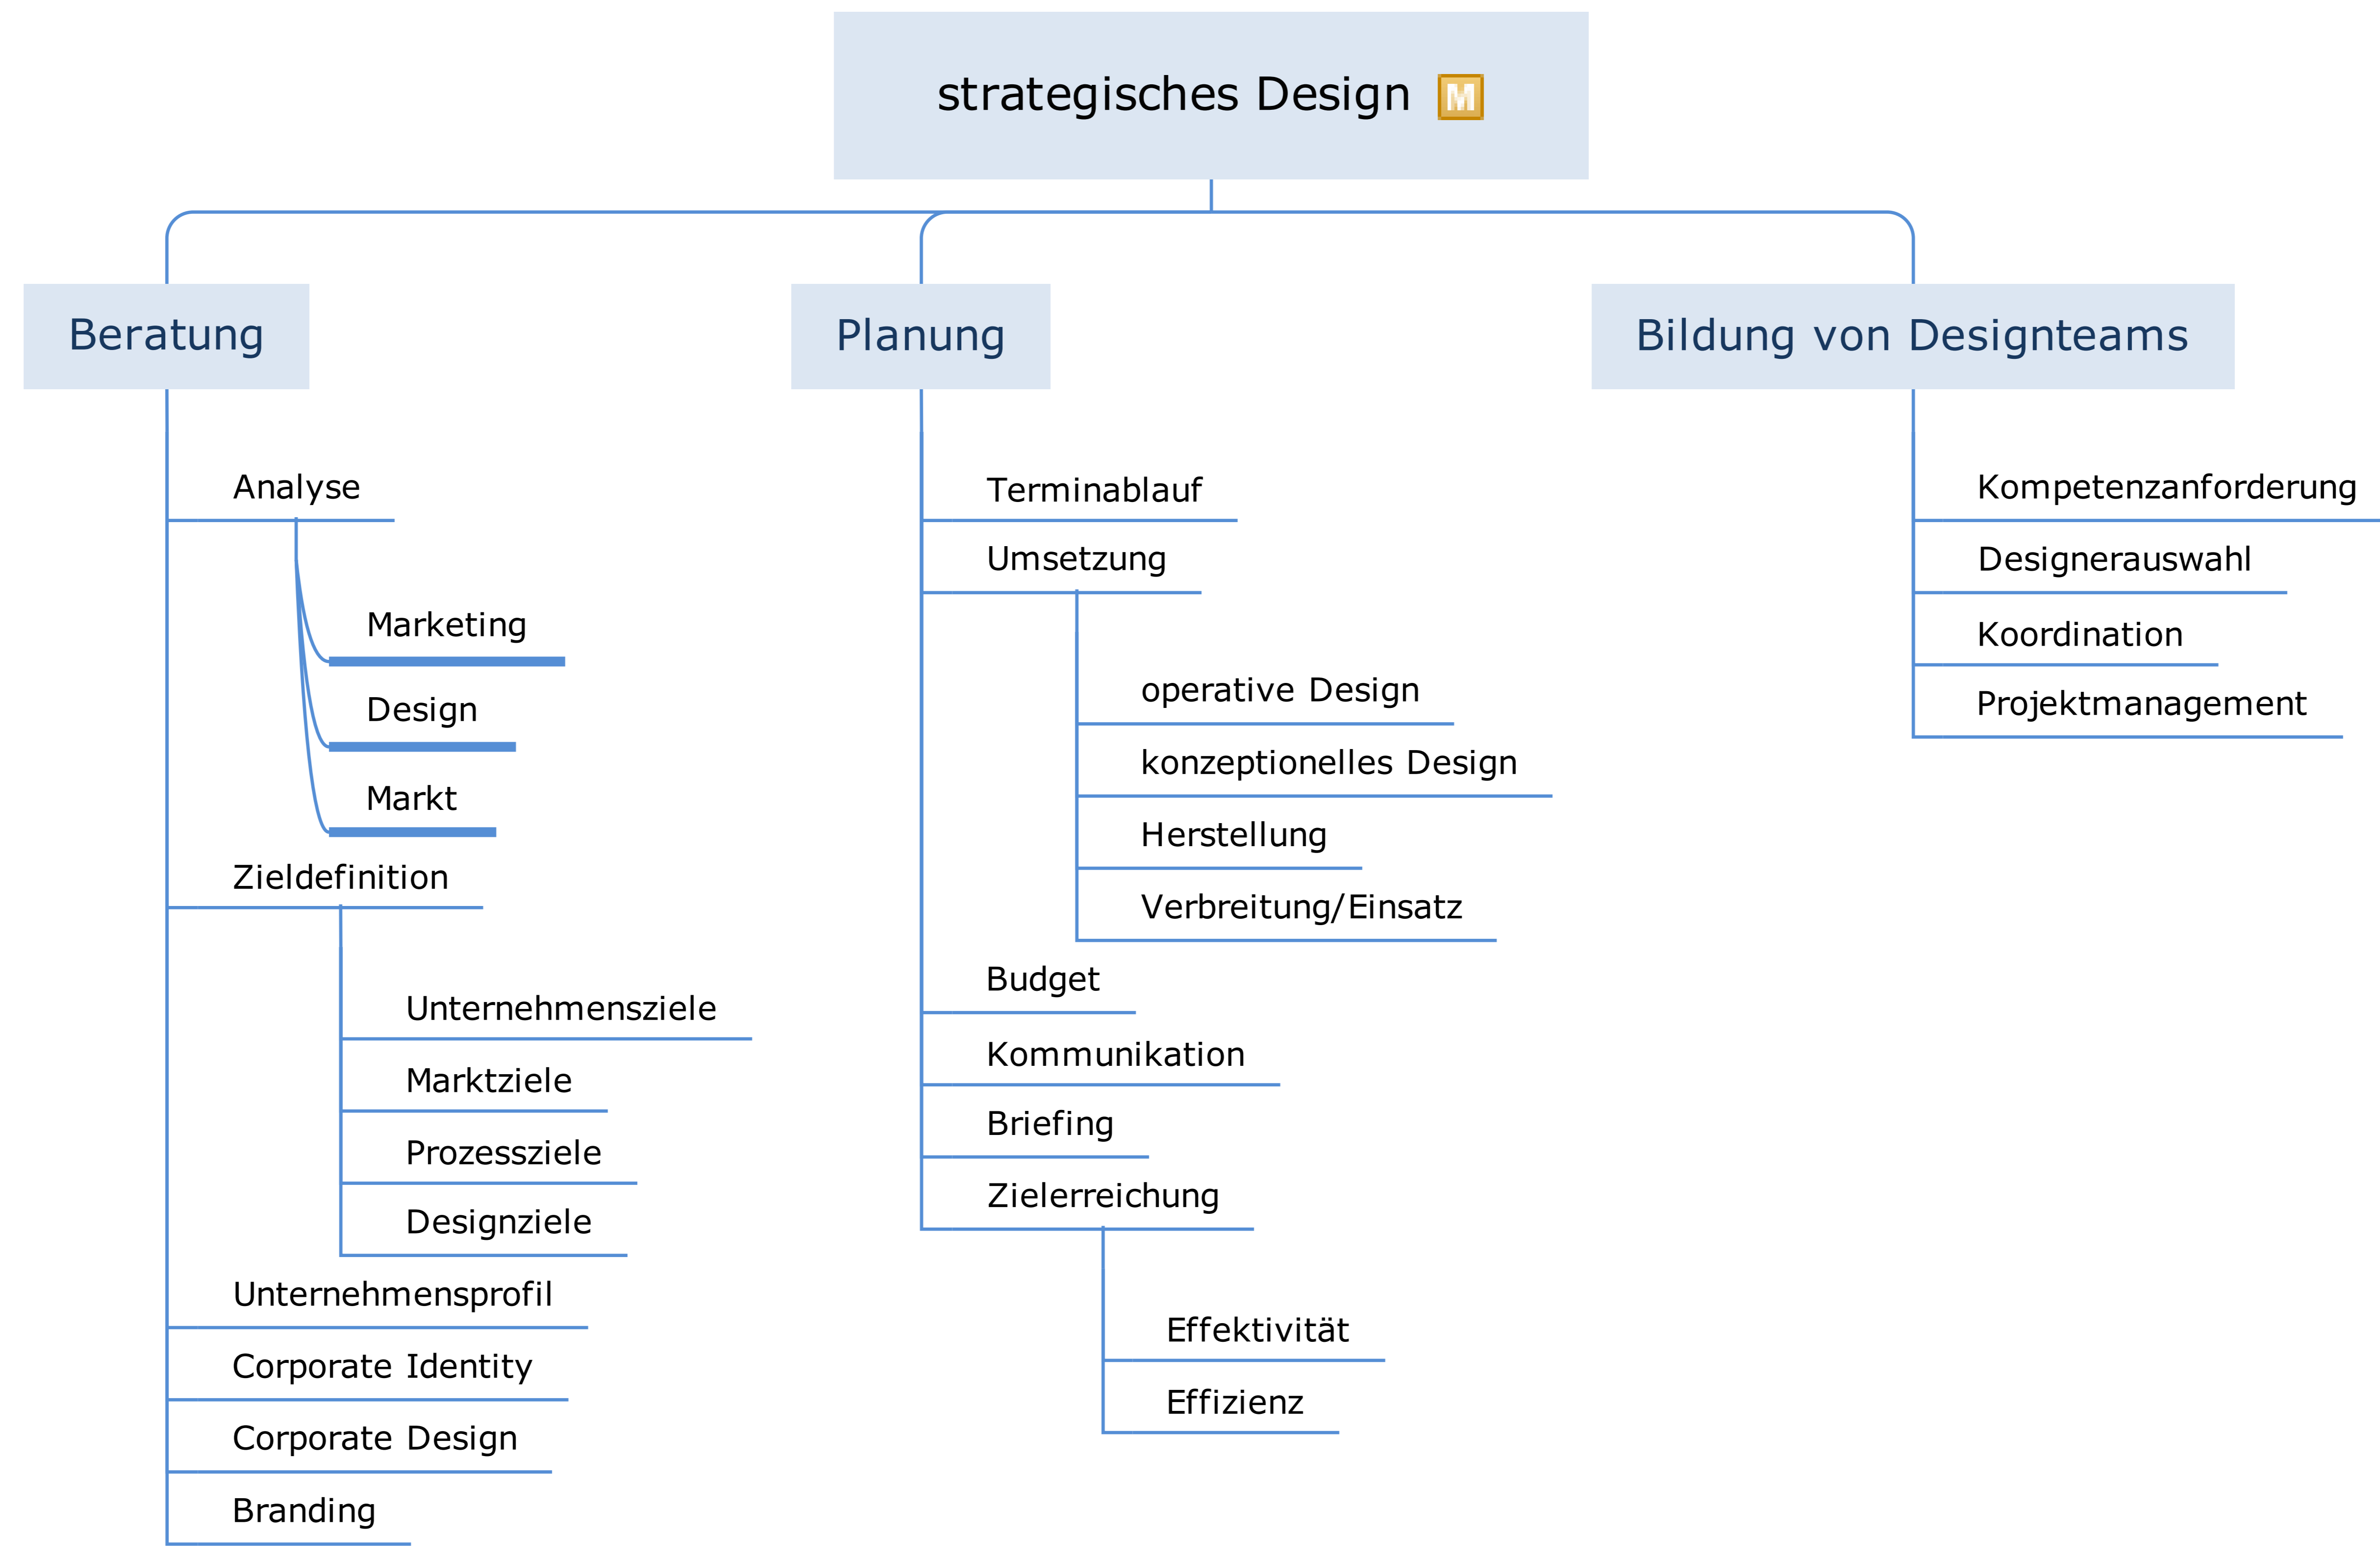 strategisches Design M
Beratung
Analyse
Marketing
Design
Markt
Zieldefinition
Unternehmensziele
Marktziele
Prozessziele
Designziele
Unternehmensprofil
Corporate Identity
Corporate Design
Branding
Planung
Terminablauf
Umsetzung
operative Design
konzeptionelles Design
Herstellung
Verbreitung/Einsatz
Budget
Kommunikation
Briefing
Zielerreichung
Effektivität
Effizienz
Bildung von Designteams
Kompetenzanforderung
Designerauswahl
Koordination
Projektmanagement